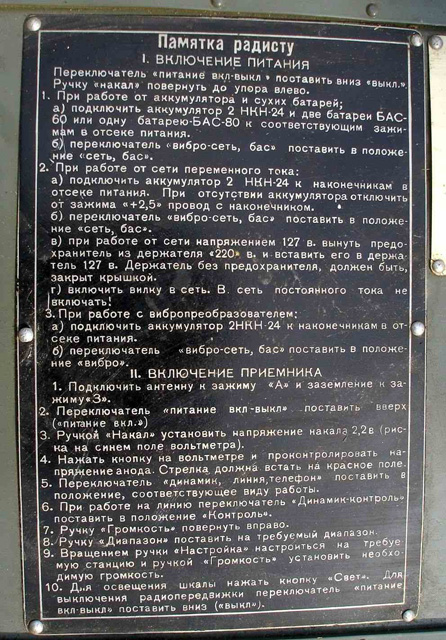 Памятка радисту
I. ВКЛЮЧЕНИЕ ПИТАНИЯ
Переключатель «питание вкл-выкл» поставить вниз «выкл.».
Ручку «накал» повернуть до упора влево.
1. При работе от аккумулятора и сухих батарей;
а) подключить аккумулятор 2 НКН-24 и две батареи БАС-
60 или одну батарею-БАС-80 к соответствующим зажи-
мам в отсеке питания.
б) переключатель «вибро-сеть, бас» поставить в положе-
ние «сеть, бас».
2. При работе от сети переменного тока:
а) подключить аккумулятор 2 НКН-24 к наконечникам в
отсеке питания. При отсутствии аккумулятора отключить
от зажима «+2,5» провод с наконечником.
б) переключатель «вибро-сеть, бас» поставить в положе-
ние «сеть, бас».
в) при работе от сети напряжением 127 в. вынуть предо-
хранитель из держателя «220» в. и вставить его в держа-
тель 127 в. Держатель без предохранителя, должен быть,
закрыт крышкой.
г) включить вилку в сеть. В сеть постоянного тока не
включать!
3. При работе с вибропреобразователем:
а) подключить аккумулятор 2НКН-24 к наконечникам в от-
секе питания.
б) переключатель «вибро-сеть, бас» поставить в положе-
ние «вибро».
II. ВКЛЮЧЕНИЕ ПРИЕМНИКА
1. Подключить антенну к зажиму «А» и заземление к за-
жиму «З».
2. Переключатель «питание вкл-выкл» поставить вверх
(«питание вкл.»)
3. Ручкой «Накал» установить напряжение накала 2,2в (рис-
ка на синем поле вольтметра).
4. Нажать кнопку на вольтметре и проконтролировать на-
пряжение анода. Стрелка должна встать на красное поле.
5. Переключатель «динамик, линия, телефон» поставить в
положение, соответствующее виду работы.
6. При работе на линию переключатель «Динамик-контроль»
поставить в положение «Контроль».
7. Ручку «Громкость» повернуть вправо.
8. Ручку «Диапазон» поставить на требуемый диапазон.
9. Вращением ручки «Настройка» настроиться на требуе
мую станцию и ручкой «Громкость» установить необхо-
димую громкость.
10. Для освещения шкалы нажать кнопку «Свет». Для
выключения радиопередвижки переключатель «питание
вкл-выкл» поставить вниз («выкл»).